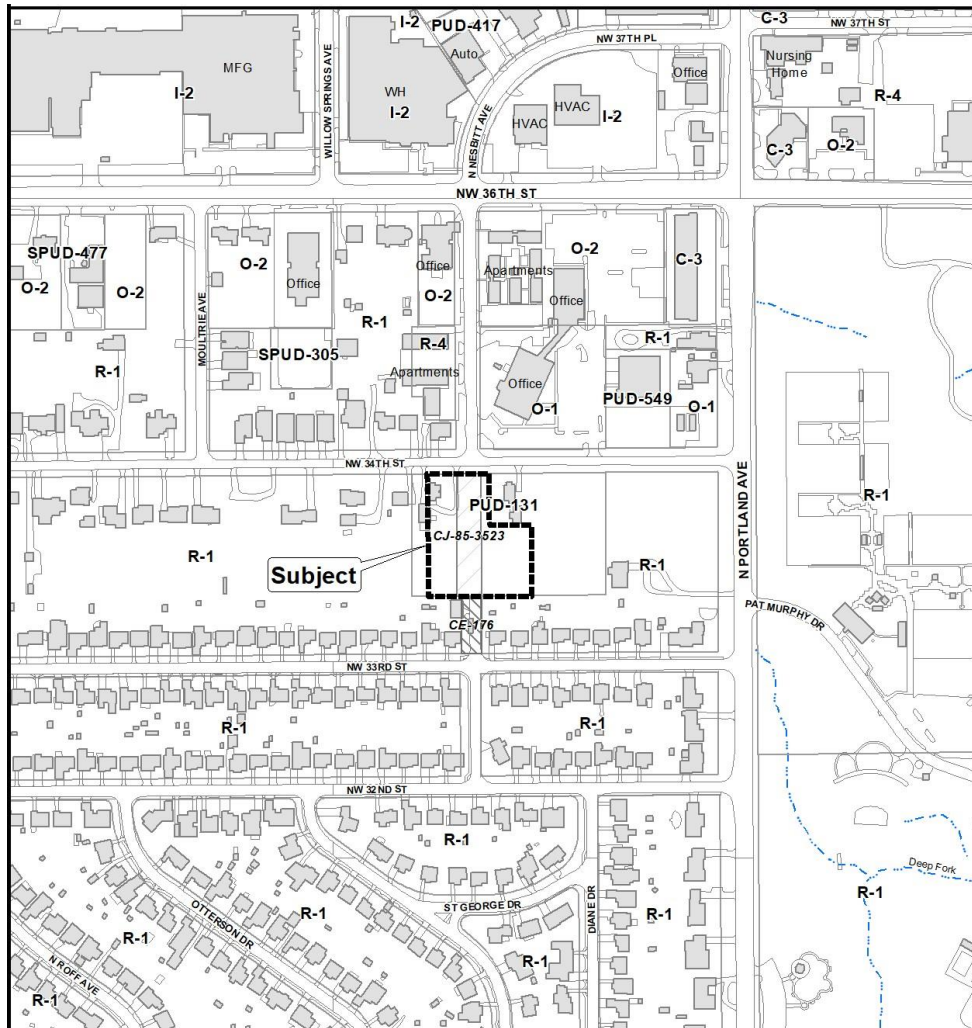 I-2
PUD-417
C-3
NW 37TH ST
NW 37TH PL
Auto
MFG
WILLOW SPRINGS AVE
Office
Nursing
Home
I-2
WH
I-2
HVAC
HVAC
I-2
R-4
N NESBITT AVE
C-3
O-2
NW 36TH ST
SPUD-477
O-2
O-2
O-2
Office
Office
O-2
Apartments
Office
O-2
C-3
MOULTRIE AVE
R-1
SPUD-305
R-1
R-4
Apartments
R-1
Office
O-1
PUD-549
O-1
NW 34TH ST
N PORTLAND AVE
R-1
PUD-131
CJ-85-3523
R-1
Subject
R-1
CE-176
PAT MURPHY DR
NW 33RD ST
R-1
R-1
NW 32ND ST
R-1
Deep Fork
R-1
ST GEORGE DR
DIANE DR
OTTERSON DR
R-1
R-1
R-1
R-1
N ROFF AVE
R-1